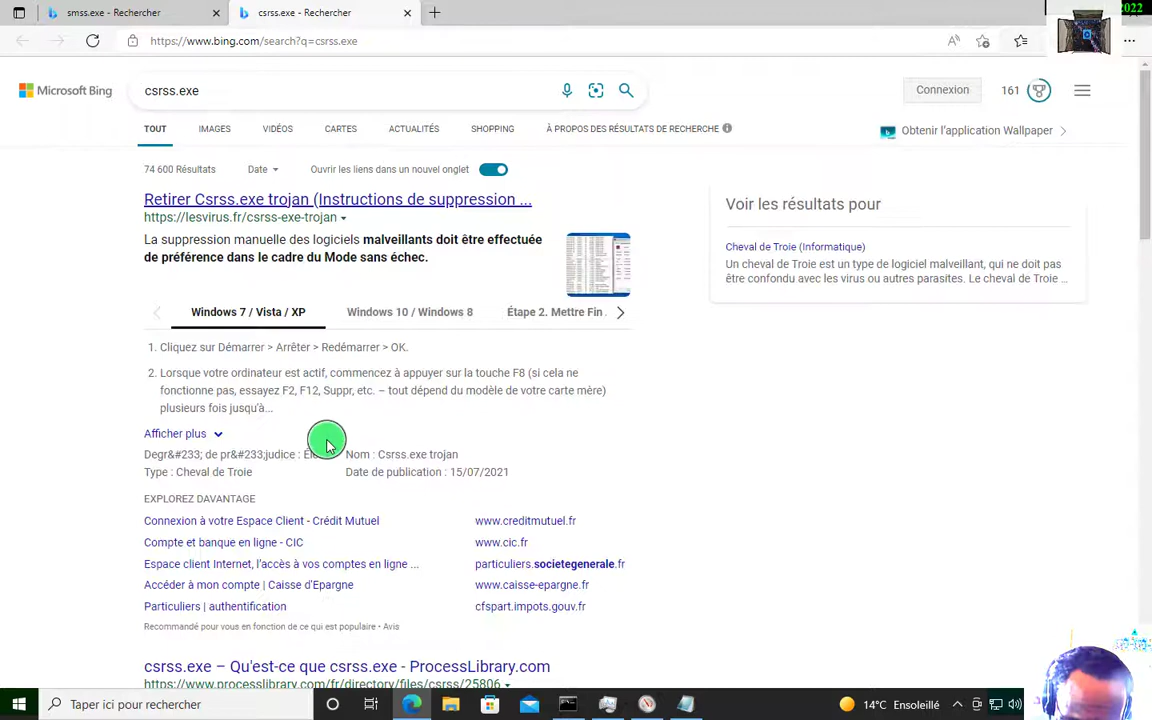 2022
smss.exe - Rechercher
csrss.exe - Rechercher
https://www.bing.com/search?q=csrss.exe
Microsoft Bing
csrss.exe
Connexion
161
TOUT
IMAGES
VIDÉOS
CARTES
ACTUALITÉS
SHOPPING
À PROPOS DES RÉSULTATS DE RECHERCHE
Obtenir l'application Wallpaper
74 600 Résultats
Date
Ouvrir les liens dans un nouvel onglet
Retirer Csrss.exe trojan (Instructions de suppression ...
https://lesvirus.fr/csrss-exe-trojan
La suppression manuelle des logiciels malveillants doit être effectuée
de préférence dans le cadre du Mode sans échec.
Windows 7 / Vista / XP
Windows 10 / Windows 8
Étape 2. Mettre Fin
1. Cliquez sur Démarrer > Arrêter > Redémarrer > OK.
2. Lorsque votre ordinateur est actif, commencez à appuyer sur la touche F8 (si cela ne
fonctionne pas, essayez F2, F12, Suppr, etc. – tout dépend du modèle de votre carte mère)
plusieurs fois jusqu'à...
Afficher plus
Degr&#233; de pr&#233;judice :
Nom : Csrss.exe trojan
Type : Cheval de Troie
Date de publication : 15/07/2021
EXPLOREZ DAVANTAGE
Connexion à votre Espace Client - Crédit Mutuel
www.creditmutuel.fr
Compte et banque en ligne - CIC
www.cic.fr
Espace client Internet, l'accès à vos comptes en ligne ...
particuliers.societegenerale.fr
Accéder à mon compte | Caisse d'Epargne
www.caisse-epargne.fr
Particuliers | authentification
cfspart.impots.gouv.fr
Recommandé pour vous en fonction de ce qui est populaire • Avis
csrss.exe – Qu'est-ce que csrss.exe - ProcessLibrary.com
https://www.processlibrary.com/fr/directory/files/csrss/25806
Voir les résultats pour
Cheval de Troie (Informatique)
Un cheval de Troie est un type de logiciel malveillant, qui ne doit pas
être confondu avec les virus ou autres parasites. Le cheval de Troie ...
Taper ici pour rechercher
14°C Ensoleillé